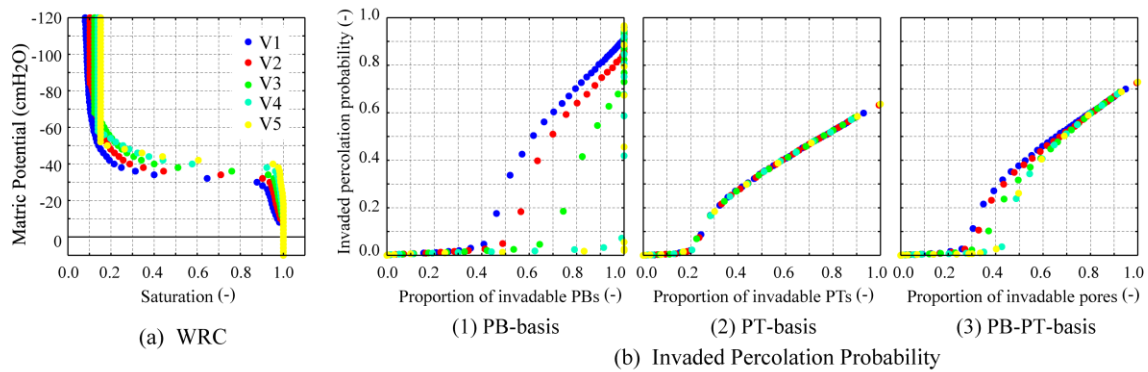 Matric Potential (cmH2O)
-120
-100
-80
-60
-40
-20
0
V1
V2
V3
V4
V5
0.0 0.2 0.4 0.6 0.8 1.0
Saturation (-)
(a) WRC
Invaded percolation probability (-)
1.0
0.8
0.6
0.4
0.2
0.0
0.0 0.2 0.4 0.6 0.8 1.0
Proportion of invadable PBs (-)
(1) PB-basis
0.0 0.2 0.4 0.6 0.8 1.0
Proportion of invadable PTs (-)
(2) PT-basis
0.0 0.2 0.4 0.6 0.8 1.0
Proportion of invadable pores (-)
(3) PB-PT-basis
(b) Invaded Percolation Probability